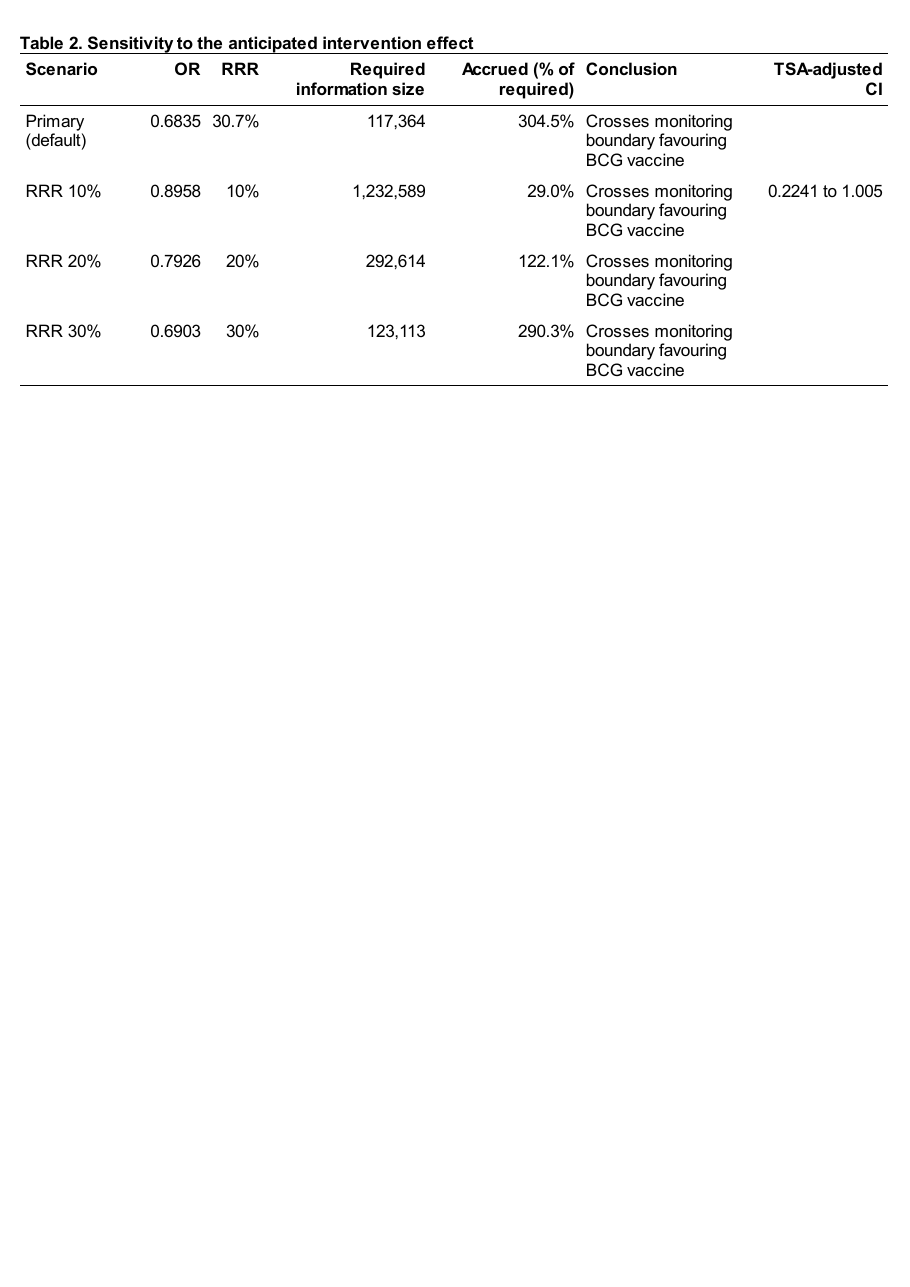 Table 2. Sensitivity to the anticipated intervention effect
Scenario OR RRR Required information size Accrued (% of required) Conclusion TSA-adjusted CI
Primary (default) 0.6835 30.7% 117,364 304.5% Crosses monitoring boundary favouring BCG vaccine
RRR 10% 0.8958 10% 1,232,589 29.0% Crosses monitoring boundary favouring BCG vaccine 0.2241 to 1.005
RRR 20% 0.7926 20% 292,614 122.1% Crosses monitoring boundary favouring BCG vaccine
RRR 30% 0.6903 30% 123,113 290.3% Crosses monitoring boundary favouring BCG vaccine